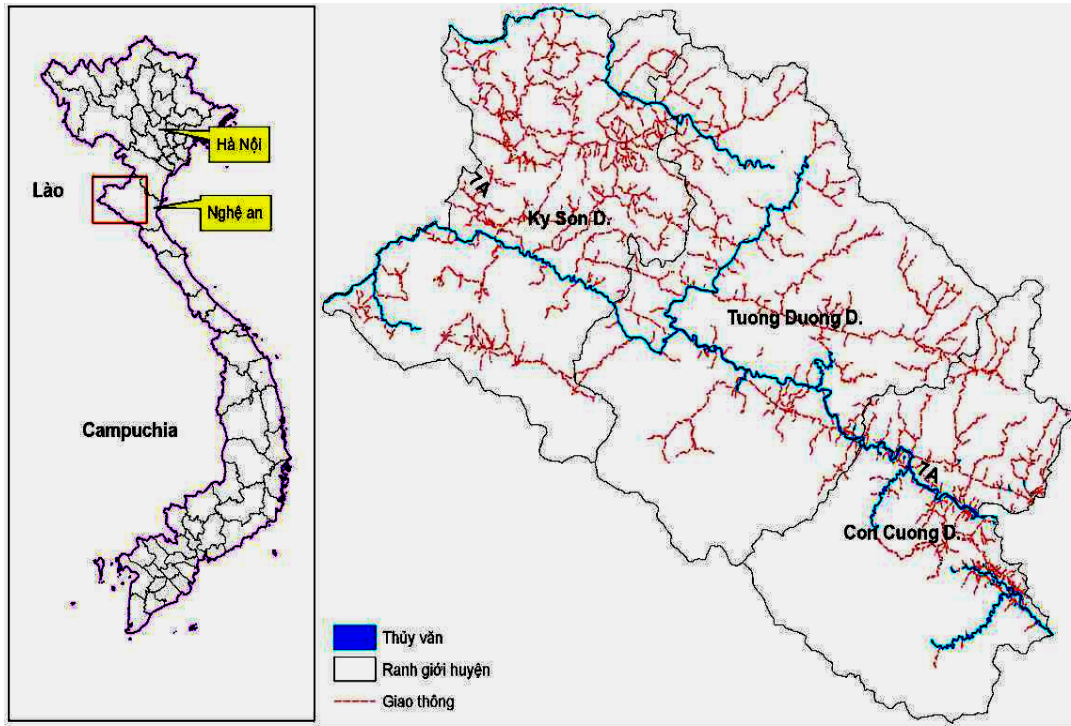 Hà Nội
Lào
Nghệ an
Campuchia
7A
Ky Son D.
Tuong Duong D.
7A
Con Cuong D.
Thủy văn
Ranh giới huyện
Giao thông